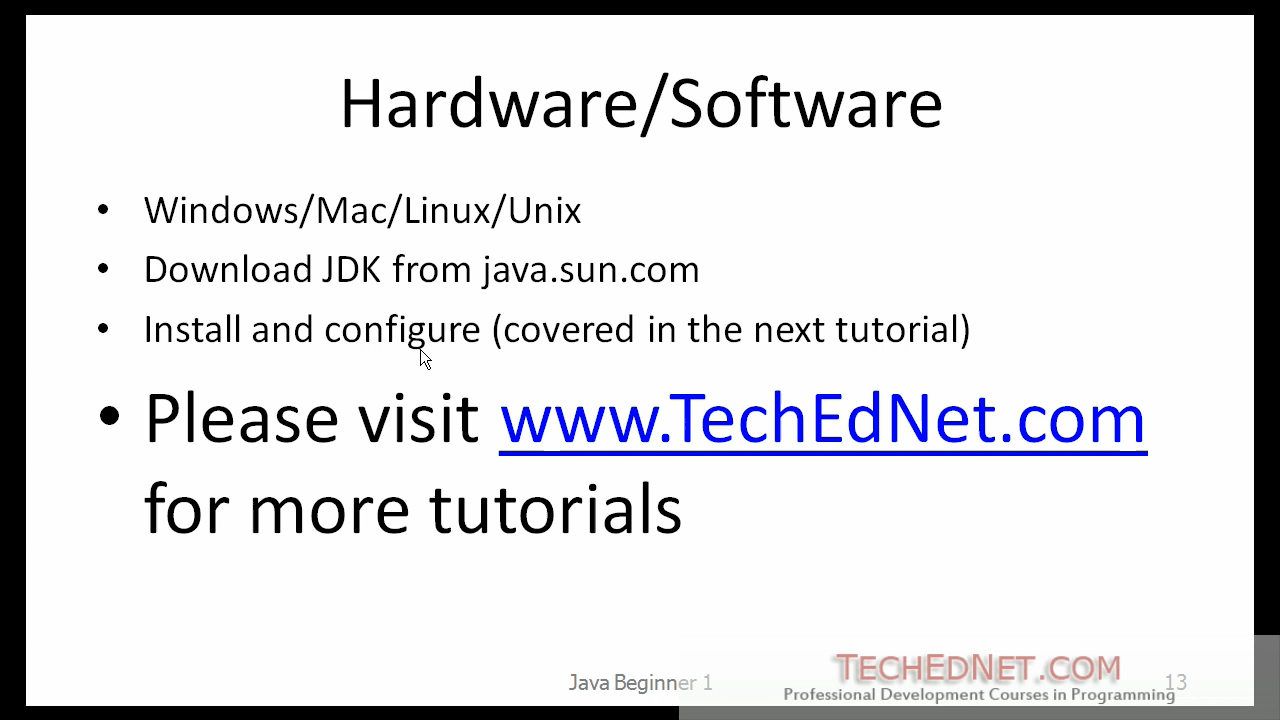 Hardware/Software
• Windows/Mac/Linux/Unix
• Download JDK from java.sun.com
• Install and configure (covered in the next tutorial)
• Please visit www.TechEdNet.com
for more tutorials
Java Beginner 1
TECHEDNET.COM
Professional Development Courses in Programming
13